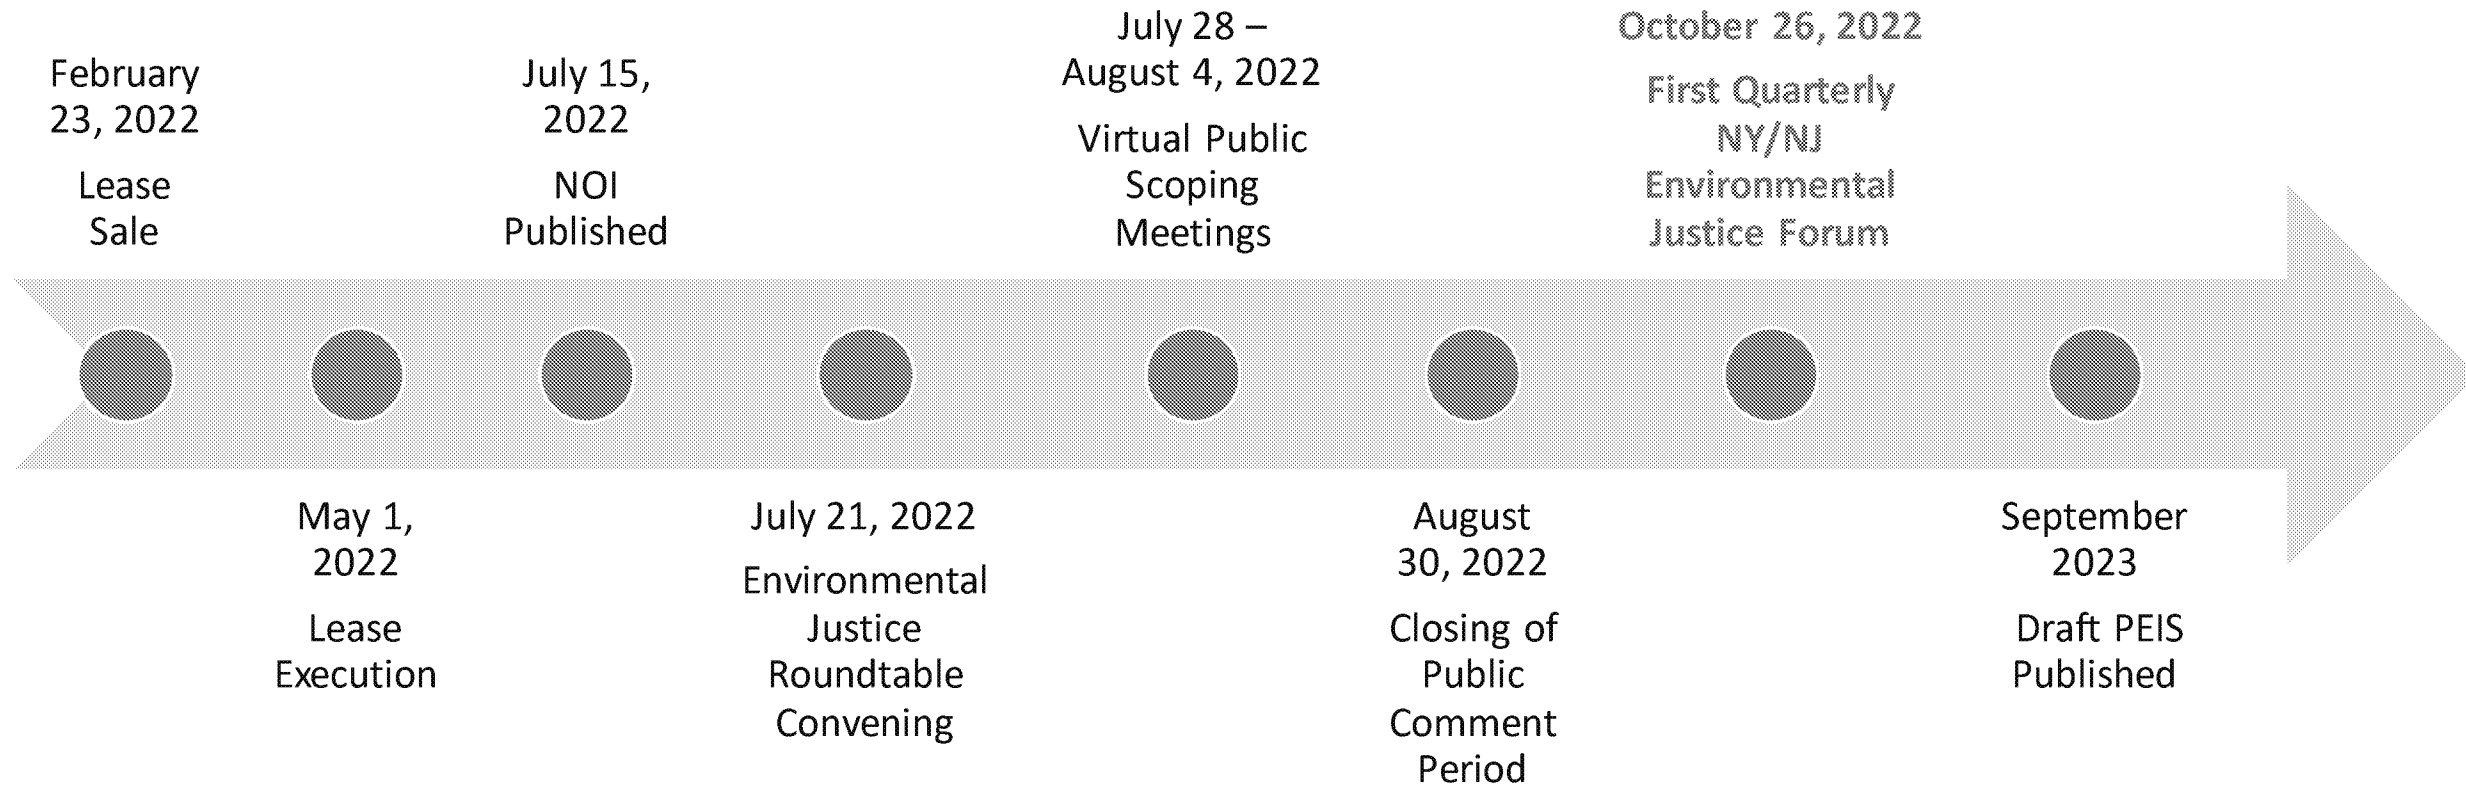 February
23, 2022
Lease
Sale
May 1,
2022
Lease
Execution
July 15,
2022
NOI
Published
July 21, 2022
Environmental
Justice
Roundtable
Convening
July 28 –
August 4, 2022
Virtual Public
Scoping
Meetings
August
30, 2022
Closing of
Public
Comment
Period
October 26, 2022
First Quarterly
NY/NJ
Environmental
Justice Forum
September
2023
Draft PEIS
Published